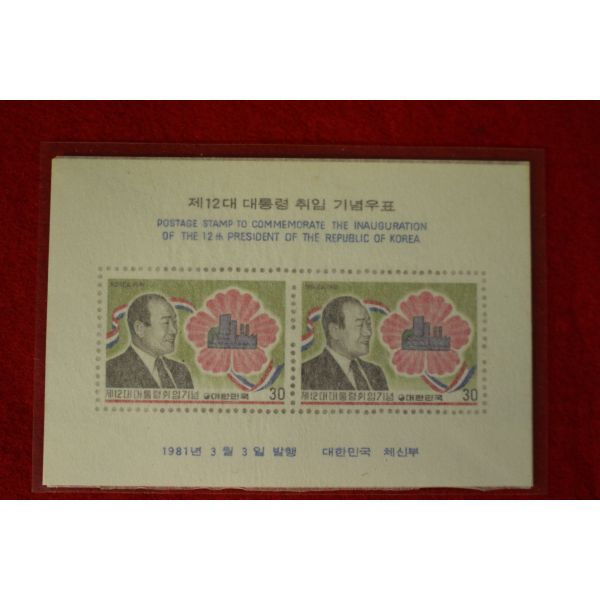 제12대 대통령 취임 기념우표
POSTAGE STAMP TO COMMEMORATE THE INAUGURATION
OF THE 12th PRESIDENT OF THE REPUBLIC OF KOREA
제12대대통령취임기념 대한민국 30
제12대대통령취임기념 대한민국 30
1981년 3월 3일 발행 대한민국 체신부